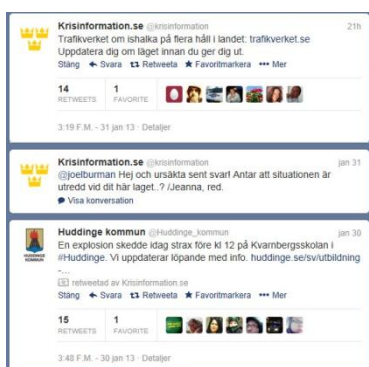 Krisinformation.se @krisinformation 21h
Trafikverket om ishalka på flera håll i landet: trafikverket.se
Uppdatera dig om läget innan du ger dig ut.
Stäng Svara Retweeta Favoritmarkera Mer
14 1
RETWEETS FAVORITE
3:19 F.M. - 31 jan 13 · Detaljer
Krisinformation.se @krisinformation jan 31
@joelburman Hej och ursäkta sent svar! Antar att situationen är
utredd vid dit här laget..? /Jeanna, red.
Visa konversation
Huddinge kommun @Huddinge_kommun jan 30
En explosion skedde idag strax före kl 12 på Kvarnbergsskolan i
#Huddinge. Vi uppdaterar löpande med info. huddinge.se/sv/utbildning
-...
retweetad av Krisinformation.se
Stäng Svara Retweeta Favoritmarkera Mer
15 1
RETWEETS FAVORITE
3:48 F.M. - 30 jan 13 · Detaljer
HUDDINGE
KOMMUN